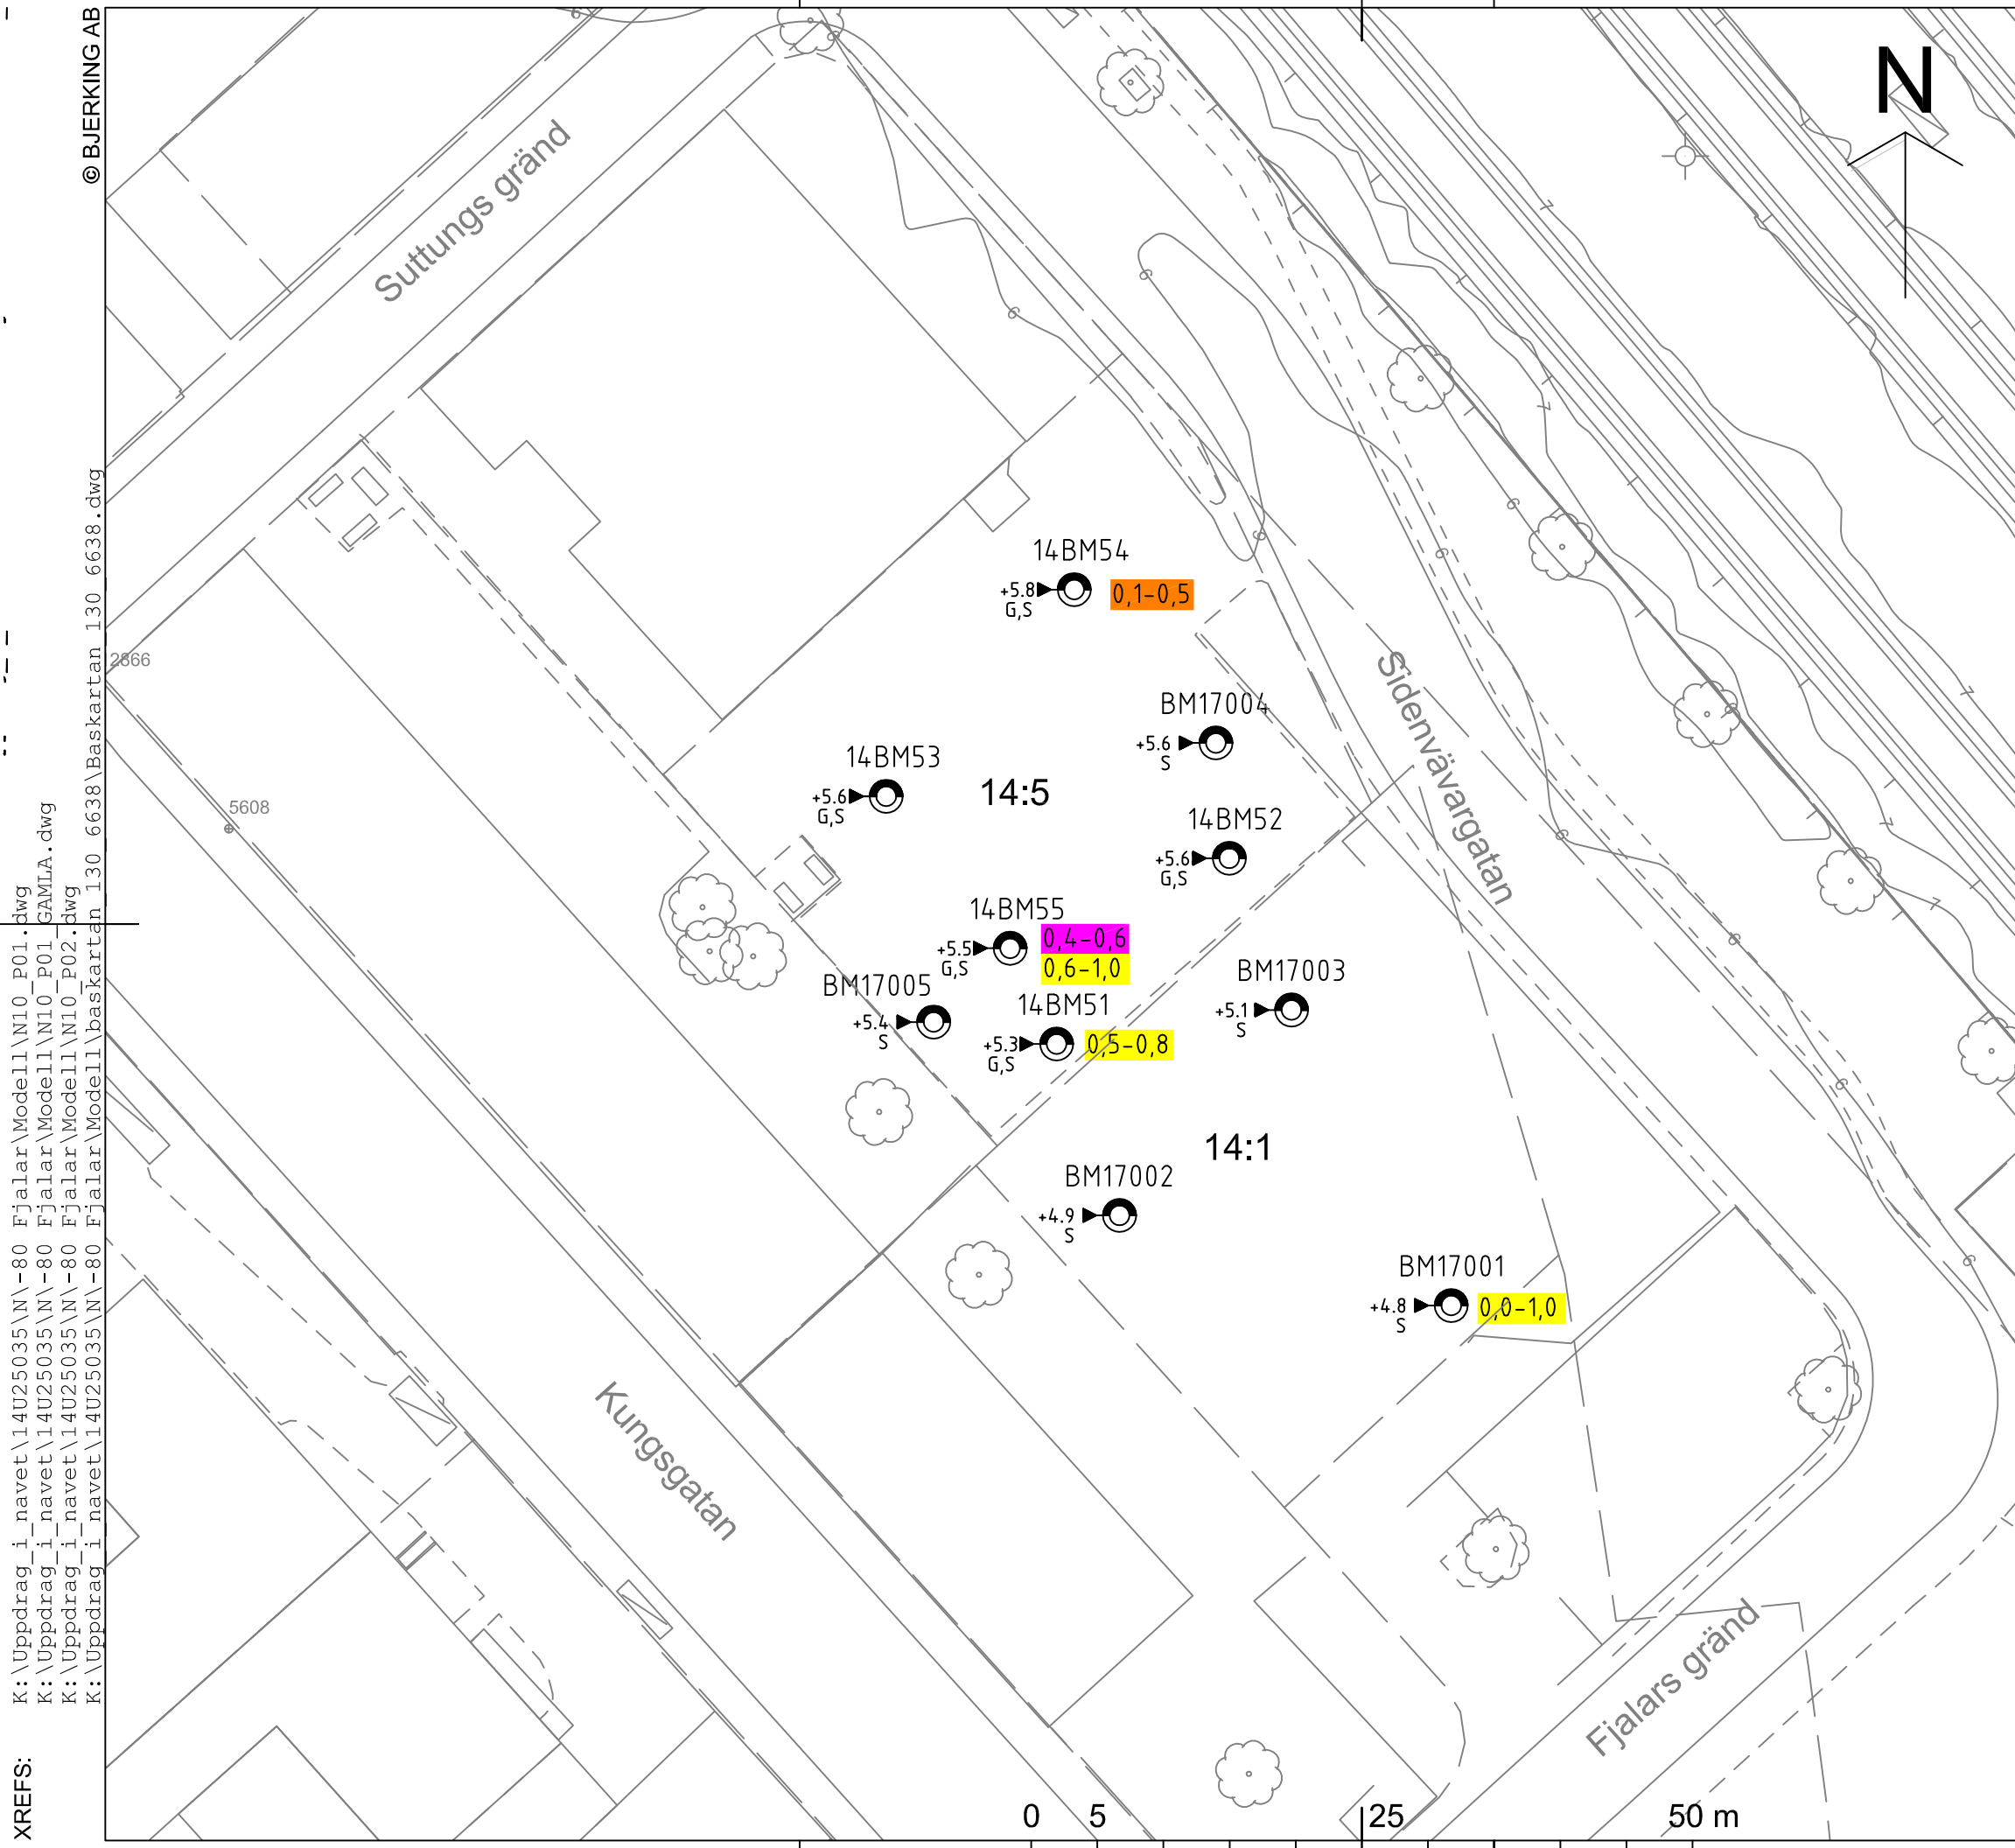 © BJERKING AB
N
Suttungs gränd
14BM54
+5.8
G,S
0,1-0,5
2866
BM17004
+5.6
S
Sidenvävargatan
14BM53
+5.6
G,S
14:5
5608
14BM52
+5.6
G,S
14BM55
+5.5
G,S
0,4-0,6
0,6-1,0
BM17003
+5.1
S
BM17005
+5.4
S
14BM51
+5.3
G,S
0,5-0,8
14:1
BM17002
+4.9
S
BM17001
+4.8
S
0,0-1,0
Kungsgatan
Fjalars gränd
0 5 25 50 m
XREFS:
K:\Uppdrag_i_navet\14U25035\N\-80 Fjalar\Modell\N10_P01.dwg
K:\Uppdrag_i_navet\14U25035\N\-80 Fjalar\Modell\N10_P01_GAMLA.dwg
K:\Uppdrag_i_navet\14U25035\N\-80 Fjalar\Modell\N10_P02.dwg
K:\Uppdrag_i_navet\14U25035\N\-80 Fjalar\Modell\baskartan 130 6638\Baskartan 130 6638.dwg